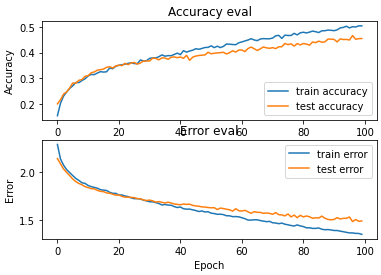 Accuracy eval
0.5
0.4
0.3
0.2
Accuracy
train accuracy
test accuracy
0 20 40 60 80 100
Error eval
2.0
1.5
Error
train error
test error
0 20 40 60 80 100
Epoch